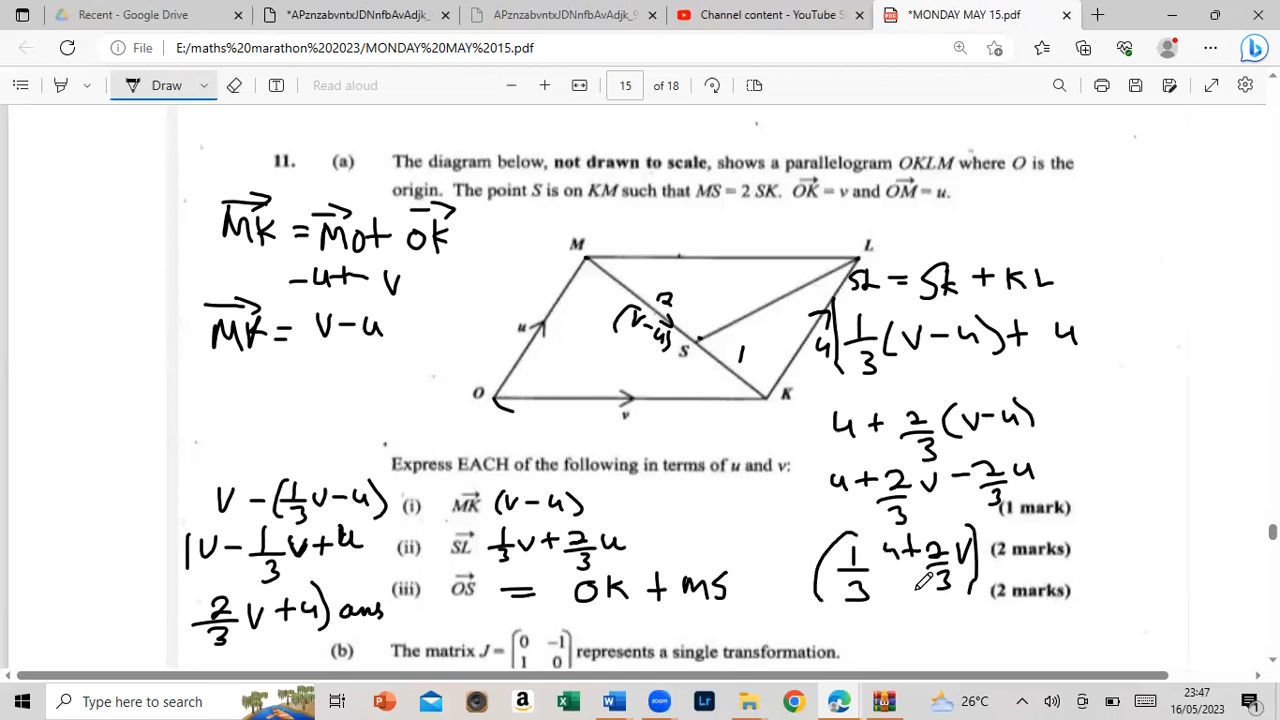 Recent - Google Drive
*APznzabvntxJDNnfbAvAdjk_
APznzabvntxJDNnfbAvAdjk_
Channel content - YouTube S
*MONDAY MAY 15.pdf
File
E:/maths%20marathon%202023/MONDAY%20MAY%2015.pdf
Draw
Read aloud
15 of 18
11. (a) The diagram below, not drawn to scale, shows a parallelogram OKLM where O is the
origin. The point S is on KM such that MS = 2 SK. OK = v and OM = u.
MK = MO + OK
-u + v
MK = v - u
M
L
u
2
(v-u)
S
1
u
O
K
v
SL = SK + KL
1/3 (v - u) + u
u + 2/3 (v-u)
u + 2/3 v - 2/3 u
(1/3 u + 2/3 v)
Express EACH of the following in terms of u and v:
(i) MK (v - u) (1 mark)
(ii) SL 1/3 v + 2/3 u (2 marks)
(iii) OS = OK + MS (2 marks)
v - (1/3 v - u)
1v - 1/3 v + u
2/3 v + u) ans
(b) The matrix J = (0 -1
1 0) represents a single transformation.
Type here to search
26°C
23:47
16/05/2023